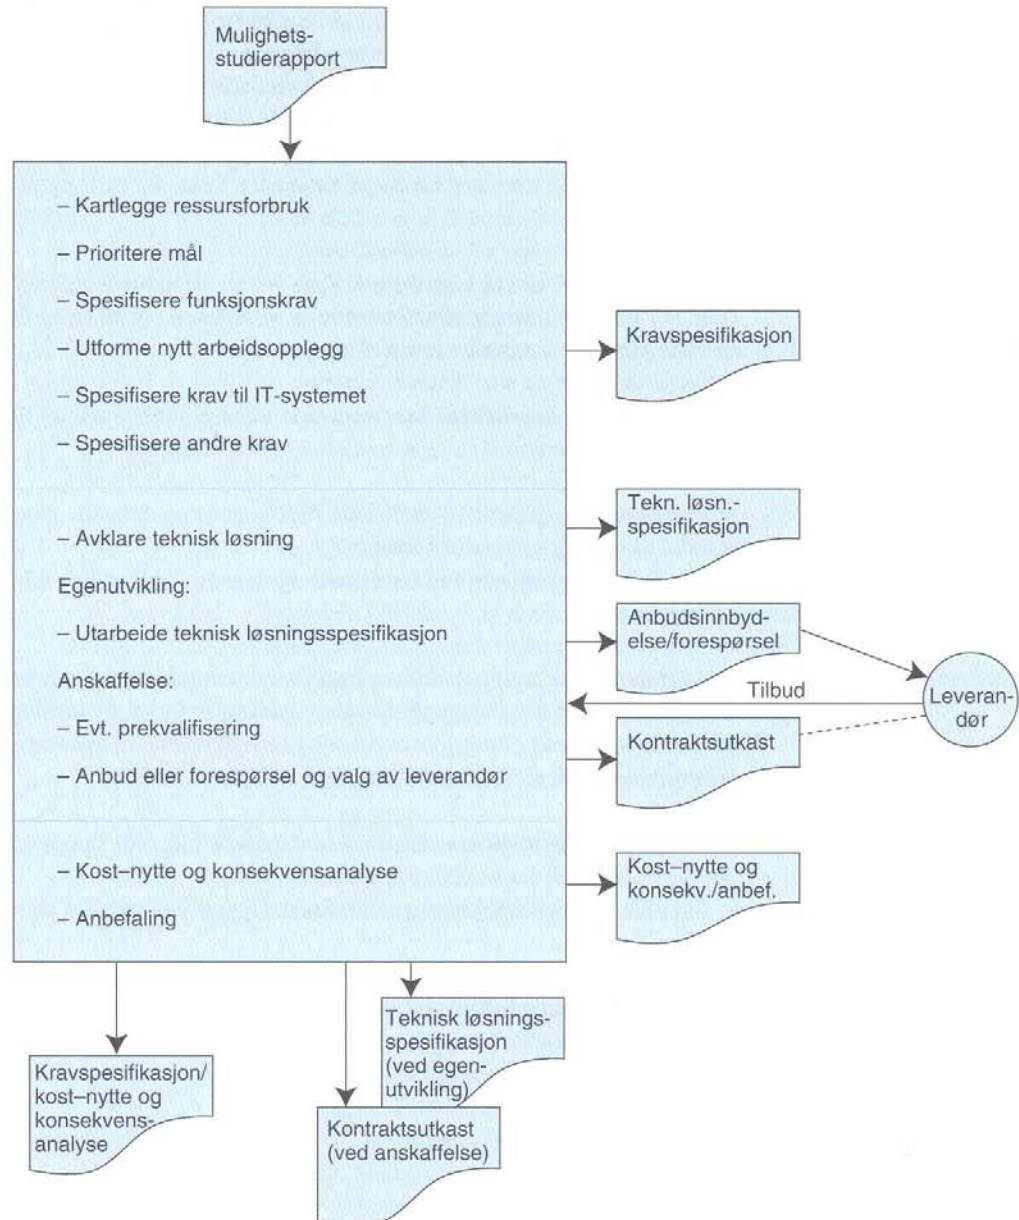 Mulighets-
studierapport
– Kartlegge ressursforbruk
– Prioritere mål
– Spesifisere funksjonskrav
– Utforme nytt arbeidsopplegg
– Spesifisere krav til IT-systemet
– Spesifisere andre krav
Kravspesifikasjon
– Avklare teknisk løsning
Tekn. løsn.-
spesifikasjon
Egenutvikling:
– Utarbeide teknisk løsningsspesifikasjon
Anbudsinnbyd-
else/forespørsel
Anskaffelse:
Tilbud
Leveran-
dør
– Evt. prekvalifisering
– Anbud eller forespørsel og valg av leverandør
Kontraktsutkast
– Kost–nytte og konsekvensanalyse
– Anbefaling
Kost–nytte og
konsekv./anbef.
Kravspesifikasjon/
kost–nytte og
konsekvens-
analyse
Teknisk løsnings-
spesifikasjon
(ved egen-
utvikling)
Kontraktsutkast
(ved anskaffelse)